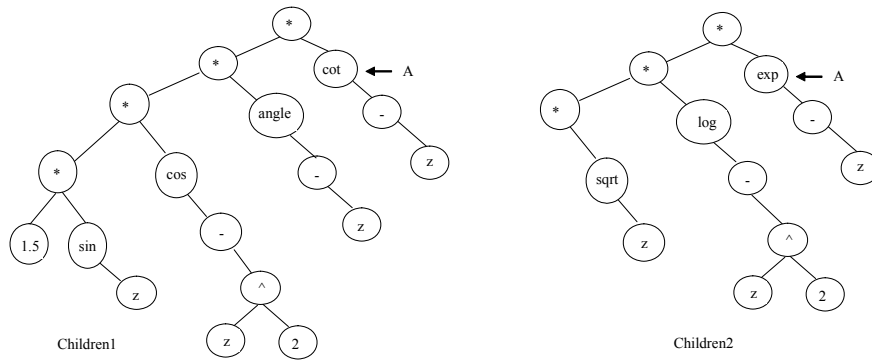 *
* cot A
* angle -
* cos - z
1.5 sin - z
z ^
z 2
Children1
*
* exp A
* log -
sqrt - z
z ^
z 2
Children2